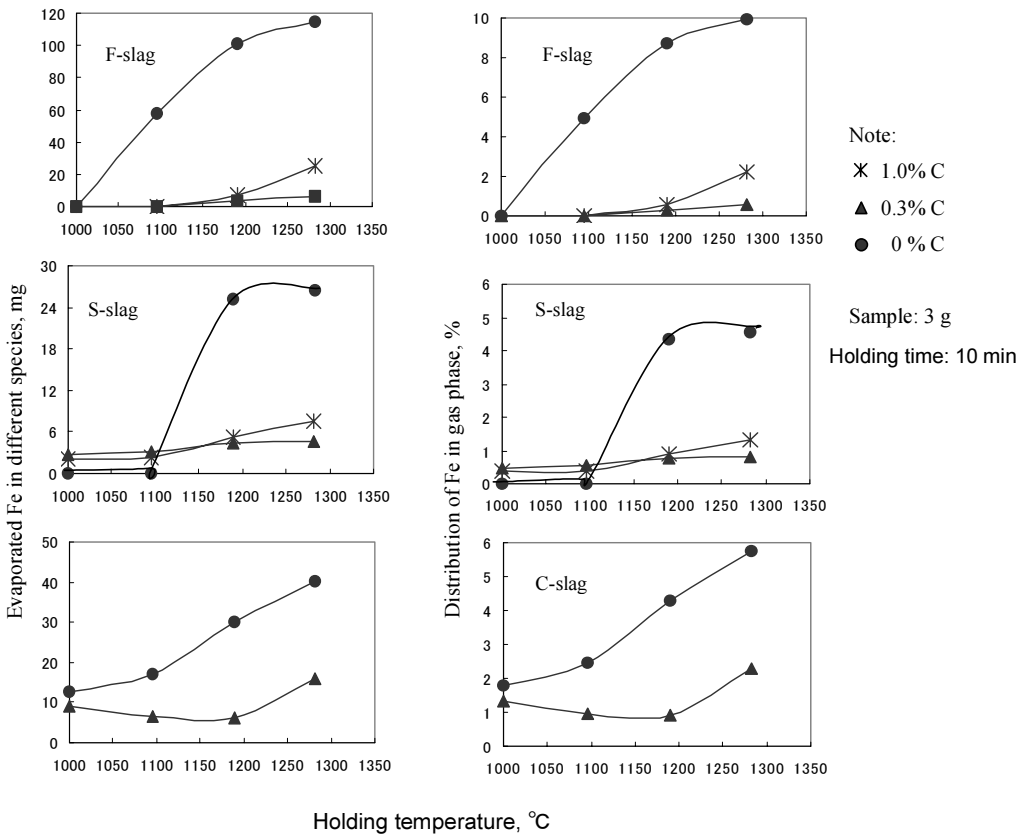 120
100
80
60
40
20
0
F-slag
1000 1050 1100 1150 1200 1250 1300 1350
10
8
6
4
2
0
F-slag
1000 1050 1100 1150 1200 1250 1300 1350
Note:
1.0% C
0.3% C
0 % C
Sample: 3 g
Holding time: 10 min
Evaporated Fe in different species, mg
30
24
18
12
6
0
S-slag
1000 1050 1100 1150 1200 1250 1300 1350
Distribution of Fe in gas phase, %
6
5
4
3
2
1
0
S-slag
1000 1050 1100 1150 1200 1250 1300 1350
50
40
30
20
10
0
1000 1050 1100 1150 1200 1250 1300 1350
6
5
4
3
2
1
0
C-slag
1000 1050 1100 1150 1200 1250 1300 1350
Holding temperature, °C